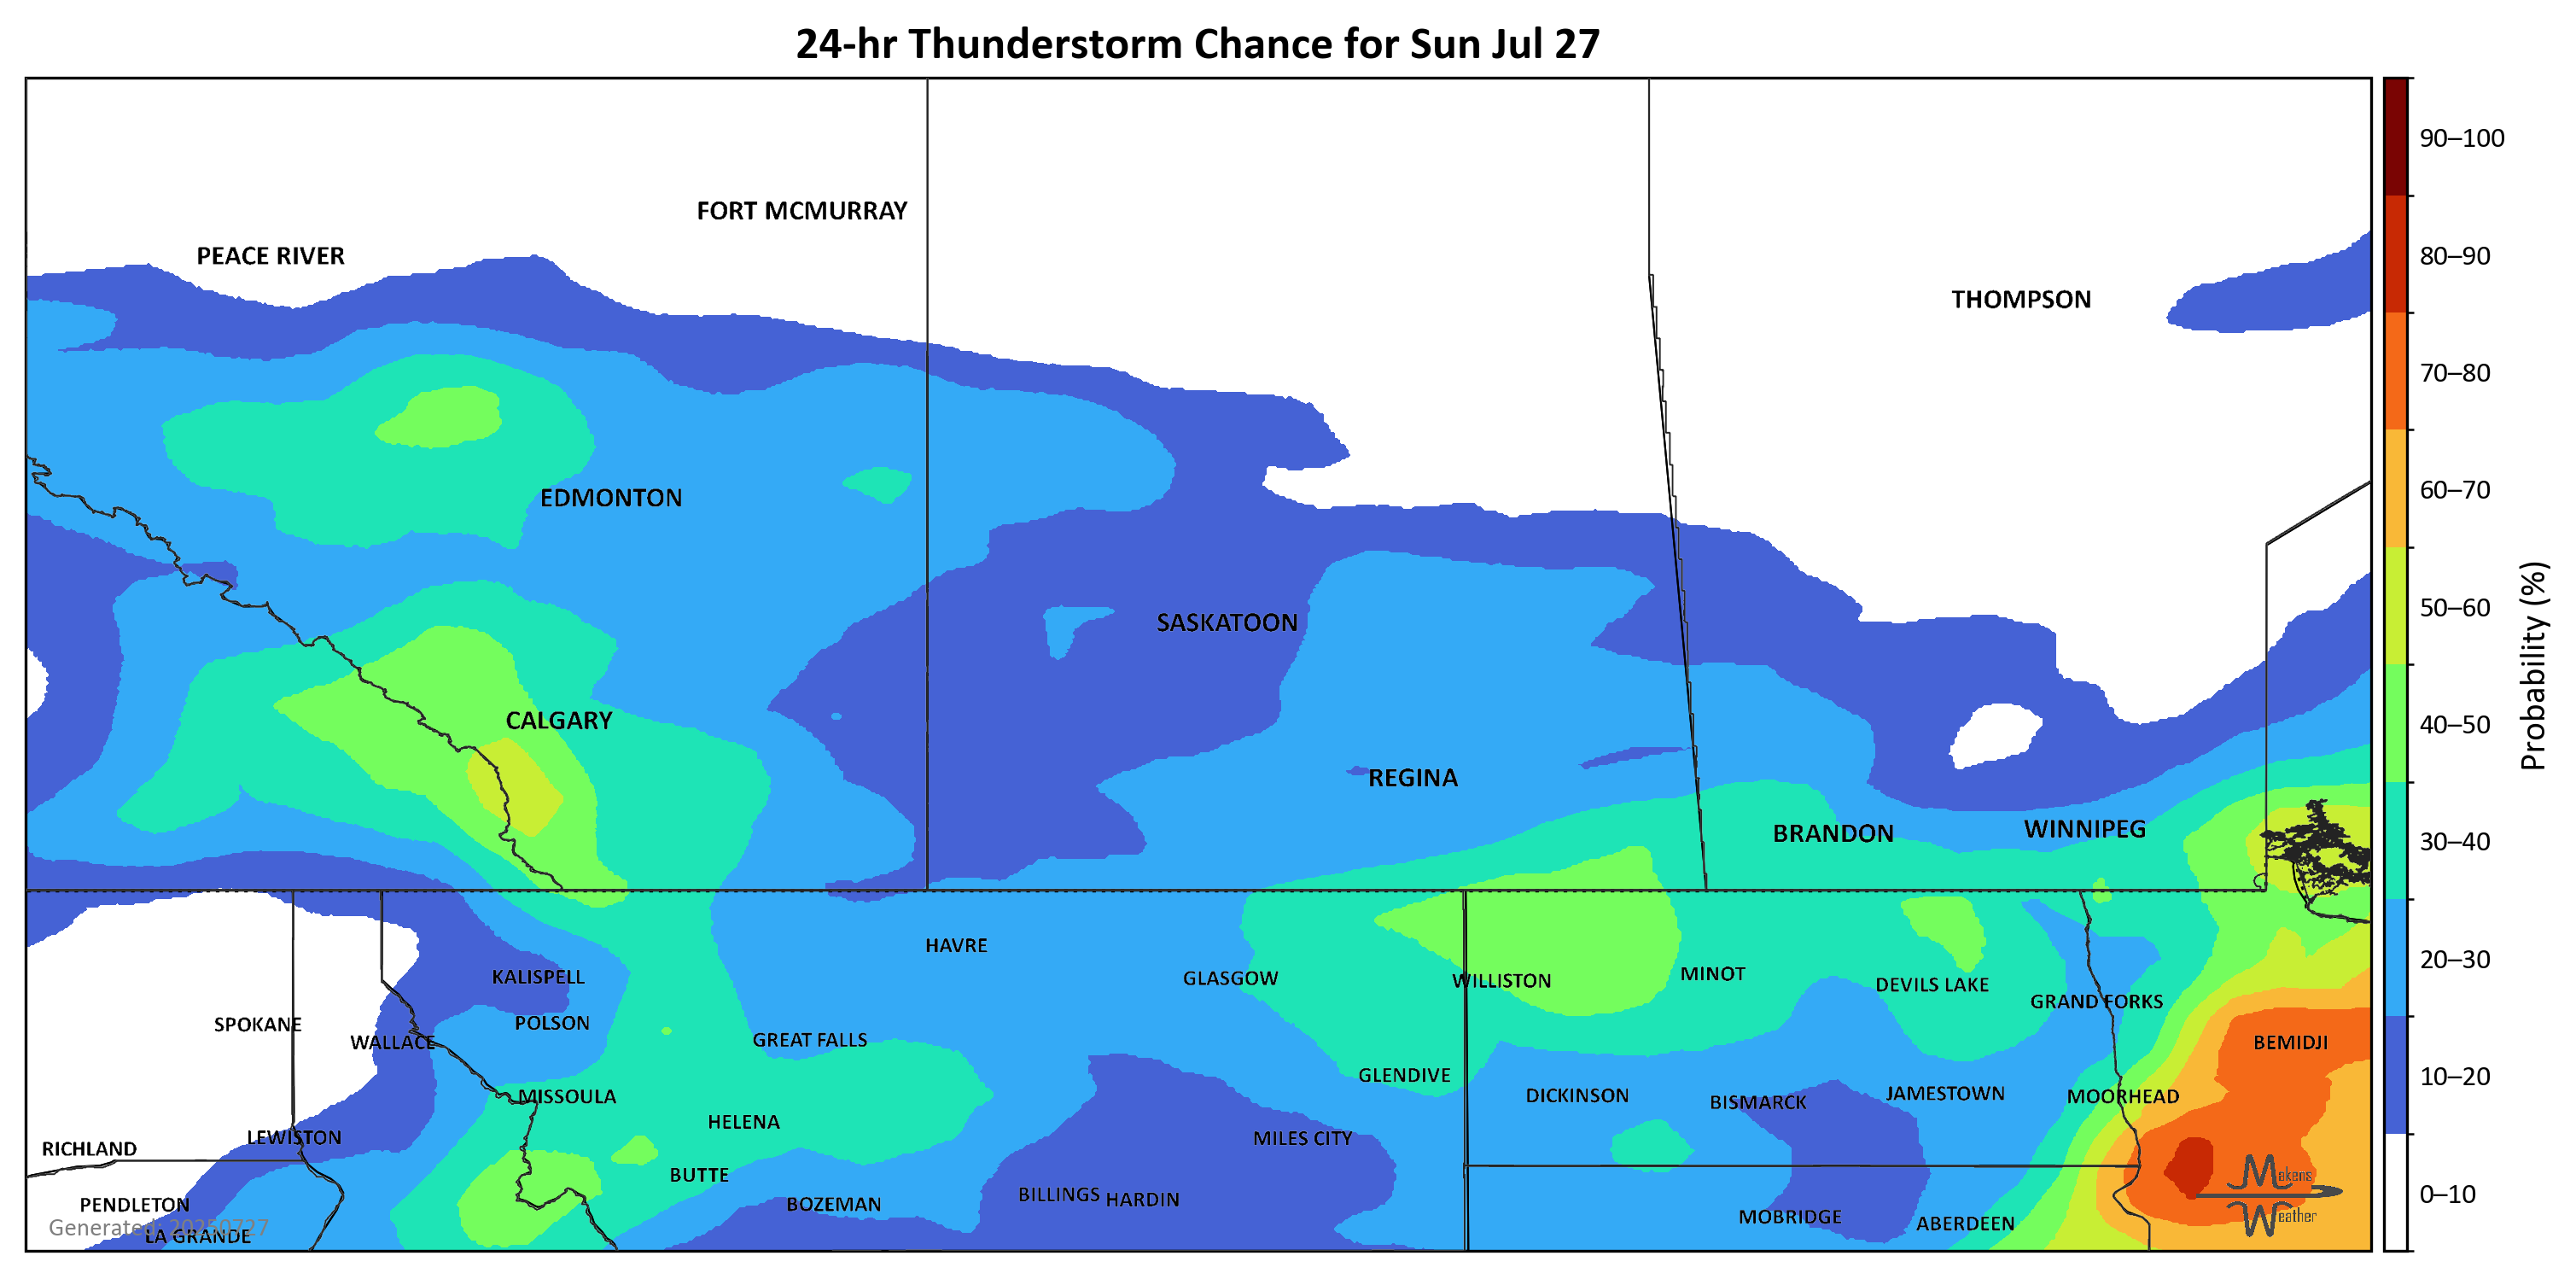 24-hr Thunderstorm Chance for Sun Jul 27
90–100
FORT MCMURRAY
PEACE RIVER
80–90
THOMPSON
70–80
60–70
EDMONTON
50–60
SASKATOON
CALGARY
40–50
REGINA
BRANDON
WINNIPEG
30–40
Probability (%)
HAVRE
KALISPELL
GLASGOW
WILLISTON
MINOT
DEVILS LAKE
20–30
GRAND FORKS
SPOKANE
POLSON
WALLACE
GREAT FALLS
BEMIDJI
GLENDIVE
10–20
MISSOULA
DICKINSON
BISMARCK
JAMESTOWN
MOORHEAD
HELENA
LEWISTON
MILES CITY
RICHLAND
BUTTE
Makens
Weather
0–10
PENDLETON
BOZEMAN
BILLINGS
HARDIN
MOBRIDGE
ABERDEEN
Generated: 20250727
LA GRANDE